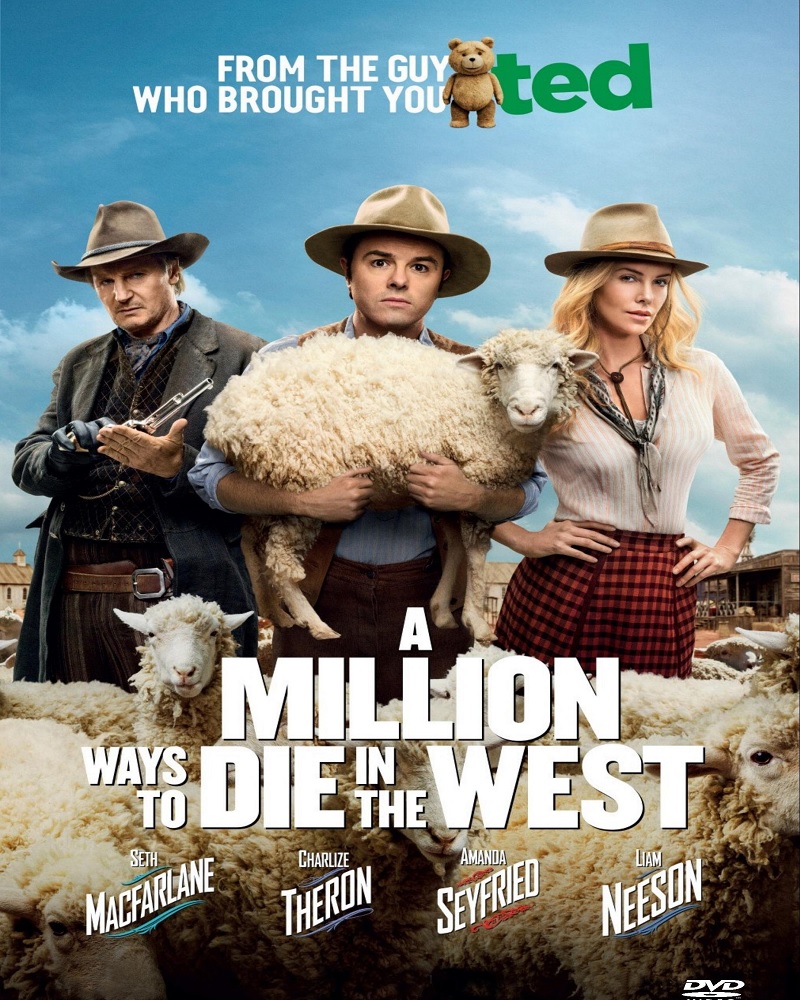 FROM THE GUY
WHO BROUGHT YOU ted
A
MILLION
WAYS TO DIE IN THE WEST
SETH MACFARLANE
CHARLIZE THERON
AMANDA SEYFRIED
LIAM NEESON
DVD